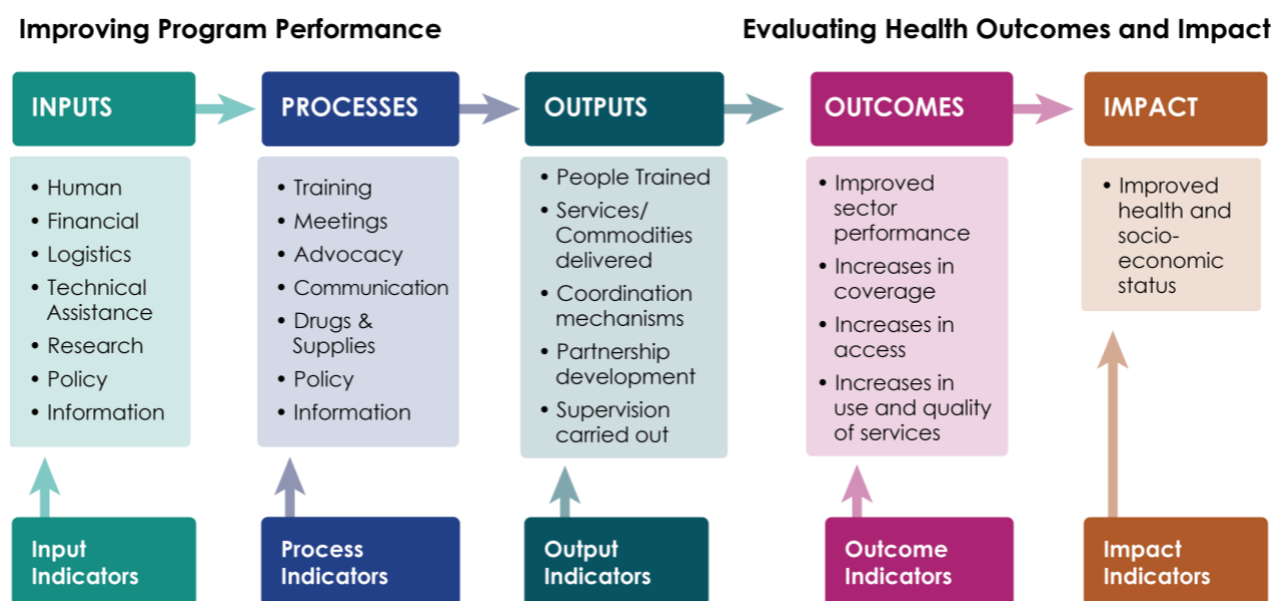 Improving Program Performance
Evaluating Health Outcomes and Impact
INPUTS
PROCESSES
OUTPUTS
OUTCOMES
IMPACT
• Human
• Financial
• Logistics
• Technical
Assistance
• Research
• Policy
• Information
• Training
• Meetings
• Advocacy
• Communication
• Drugs &
Supplies
• Policy
• Information
• People Trained
• Services/
Commodities
delivered
• Coordination
mechanisms
• Partnership
development
• Supervision
carried out
• Improved
sector
performance
• Increases in
coverage
• Increases in
access
• Increases in
use and quality
of services
• Improved
health and
socio-
economic
status
Input
Indicators
Process
Indicators
Output
Indicators
Outcome
Indicators
Impact
Indicators